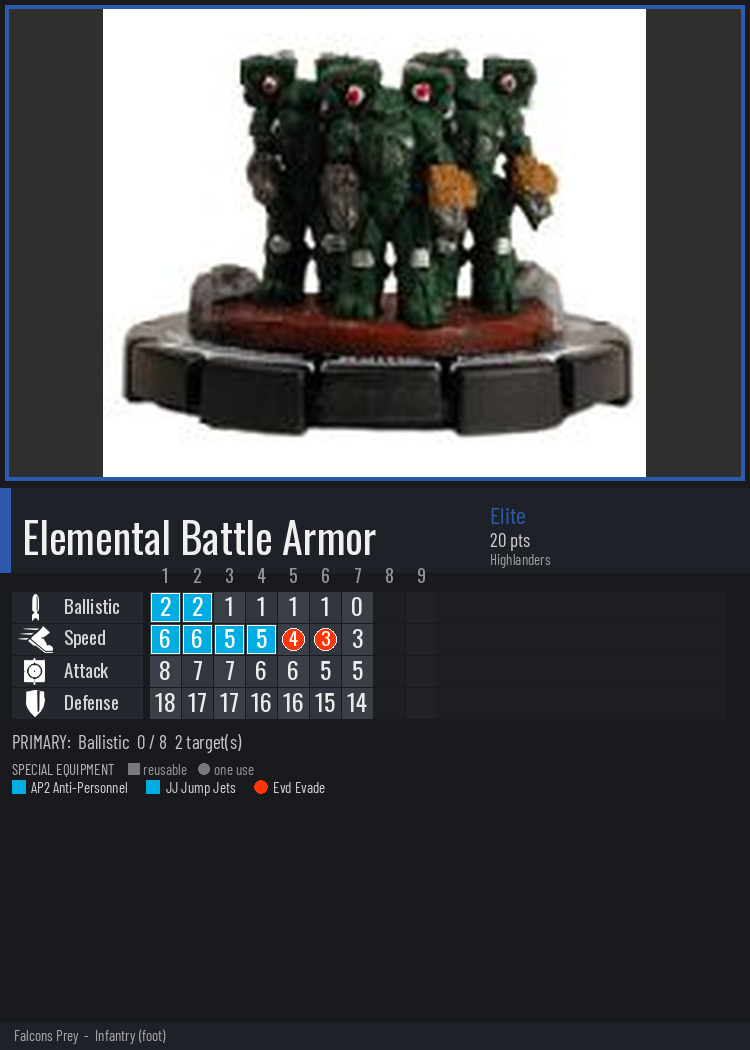 Elemental Battle Armor
Elite
20 pts
Highlanders
1 2 3 4 5 6 7 8 9
Ballistic 2 2 1 1 1 1 0
Speed 6 6 5 5 4 3 3
Attack 8 7 7 6 6 5 5
Defense 18 17 17 16 16 15 14
PRIMARY: Ballistic 0 / 8 2 target(s)
SPECIAL EQUIPMENT reusable one use
AP2 Anti-Personnel JJ Jump Jets Evd Evade
Falcons Prey - Infantry (foot)